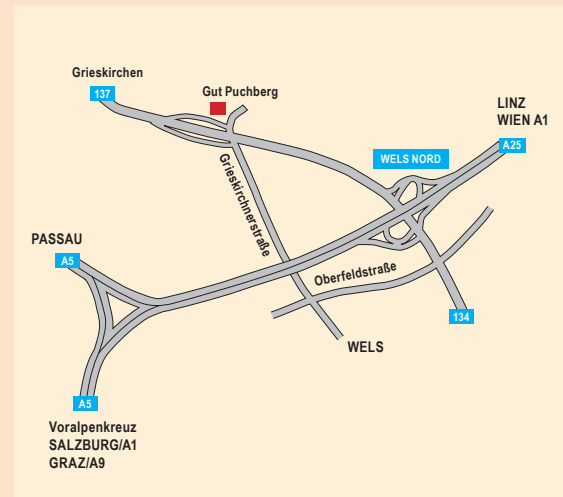 Grieskirchen
137
Gut Puchberg
LINZ
WIEN A1
A25
WELS NORD
Grieskirchnerstraße
PASSAU
A5
Oberfeldstraße
134
WELS
A5
Voralpenkreuz
SALZBURG/A1
GRAZ/A9